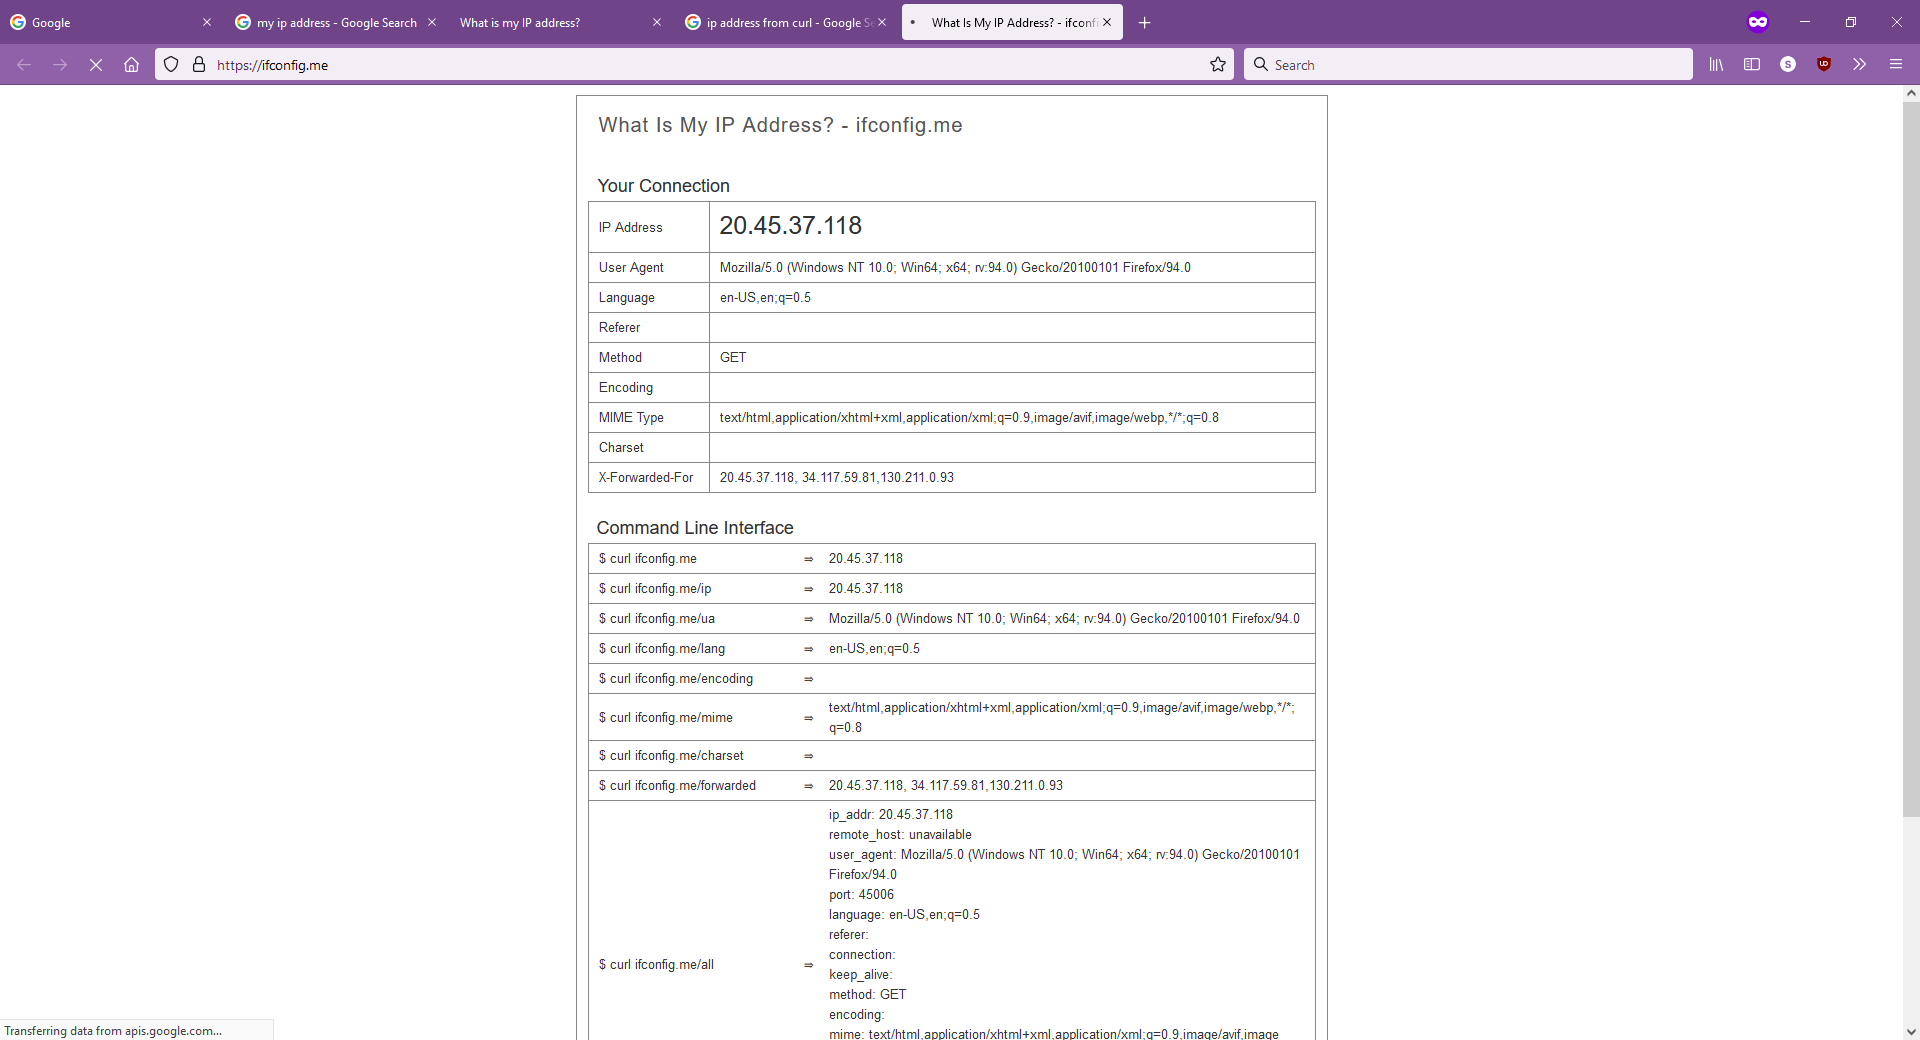 Google
my ip address - Google Search
What is my IP address?
ip address from curl - Google Se
What Is My IP Address? - ifconfi
https://ifconfig.me
Search
S
What Is My IP Address? - ifconfig.me
Your Connection
IP Address 20.45.37.118
User Agent Mozilla/5.0 (Windows NT 10.0; Win64; x64; rv:94.0) Gecko/20100101 Firefox/94.0
Language en-US,en;q=0.5
Referer
Method GET
Encoding
MIME Type text/html,application/xhtml+xml,application/xml;q=0.9,image/avif,image/webp,*/*;q=0.8
Charset
X-Forwarded-For 20.45.37.118, 34.117.59.81,130.211.0.93
Command Line Interface
$ curl ifconfig.me ⇒ 20.45.37.118
$ curl ifconfig.me/ip ⇒ 20.45.37.118
$ curl ifconfig.me/ua ⇒ Mozilla/5.0 (Windows NT 10.0; Win64; x64; rv:94.0) Gecko/20100101 Firefox/94.0
$ curl ifconfig.me/lang ⇒ en-US,en;q=0.5
$ curl ifconfig.me/encoding ⇒
$ curl ifconfig.me/mime ⇒ text/html,application/xhtml+xml,application/xml;q=0.9,image/avif,image/webp,*/*;
q=0.8
$ curl ifconfig.me/charset ⇒
$ curl ifconfig.me/forwarded ⇒ 20.45.37.118, 34.117.59.81,130.211.0.93
$ curl ifconfig.me/all ⇒
ip_addr: 20.45.37.118
remote_host: unavailable
user_agent: Mozilla/5.0 (Windows NT 10.0; Win64; x64; rv:94.0) Gecko/20100101
Firefox/94.0
port: 45006
language: en-US,en;q=0.5
referer:
connection:
keep_alive:
method: GET
encoding:
mime: text/html,application/xhtml+xml,application/xml;q=0.9,image/avif,image
Transferring data from apis.google.com...